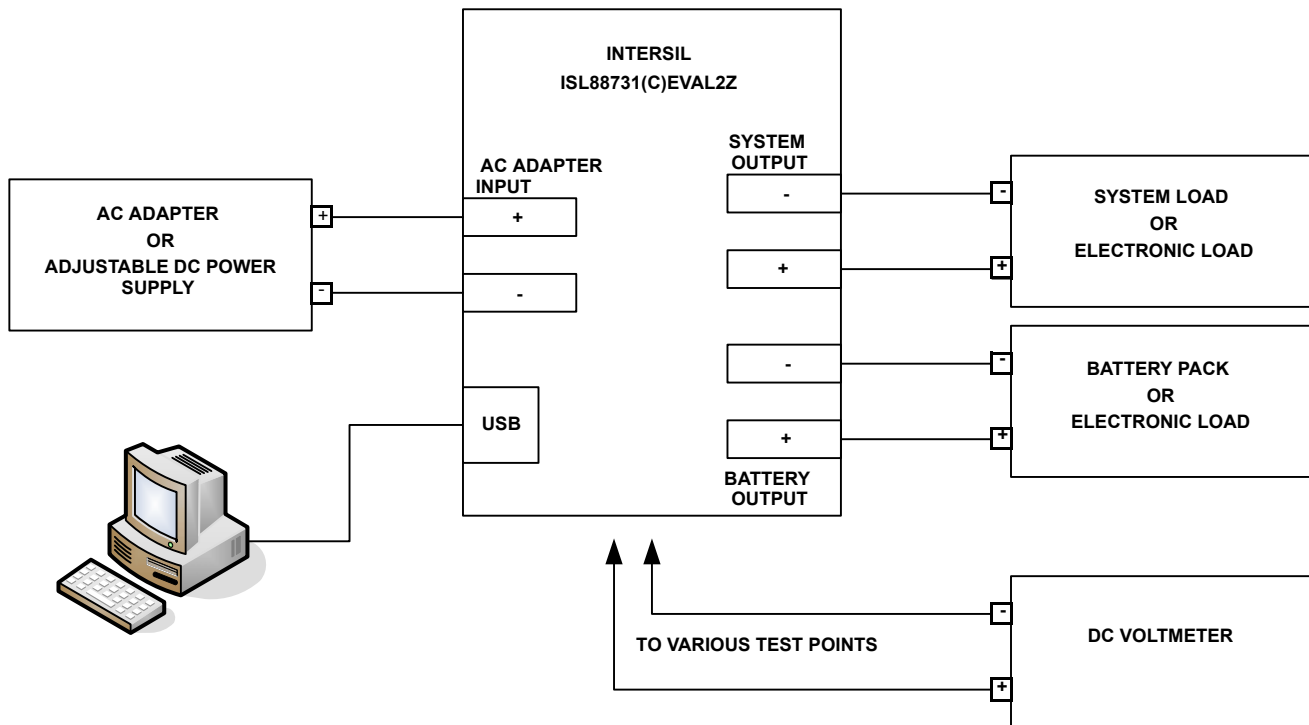 INTERSIL
ISL88731(C)EVAL2Z
AC ADAPTER
INPUT
+
-
USB
SYSTEM
OUTPUT
-
+
-
+
BATTERY
OUTPUT
AC ADAPTER
OR
ADJUSTABLE DC POWER
SUPPLY
+
-
-
+
SYSTEM LOAD
OR
ELECTRONIC LOAD
-
+
BATTERY PACK
OR
ELECTRONIC LOAD
TO VARIOUS TEST POINTS
-
+
DC VOLTMETER